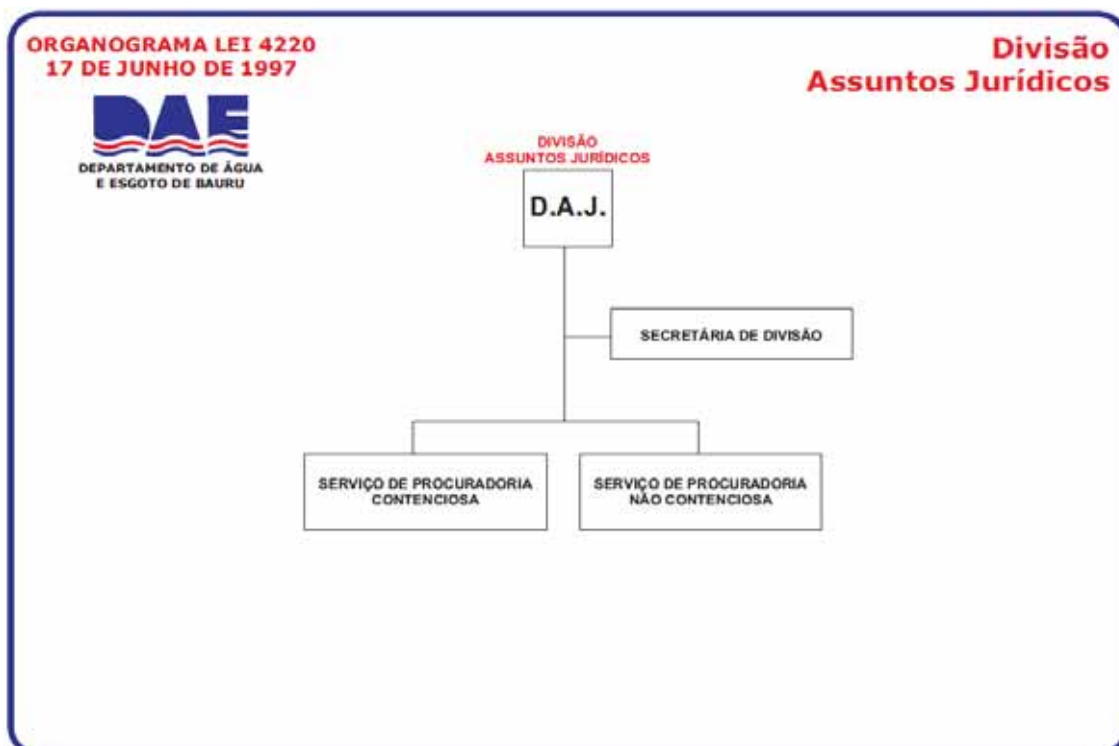 ORGANOGRAMA LEI 4220
17 DE JUNHO DE 1997
DAE
DEPARTAMENTO DE ÁGUA
E ESGOTO DE BAURU
Divisão
Assuntos Jurídicos
DIVISÃO
ASSUNTOS JURÍDICOS
D.A.J.
SECRETÁRIA DE DIVISÃO
SERVIÇO DE PROCURADORIA
CONTENCIOSA
SERVIÇO DE PROCURADORIA
NÃO CONTENCIOSA